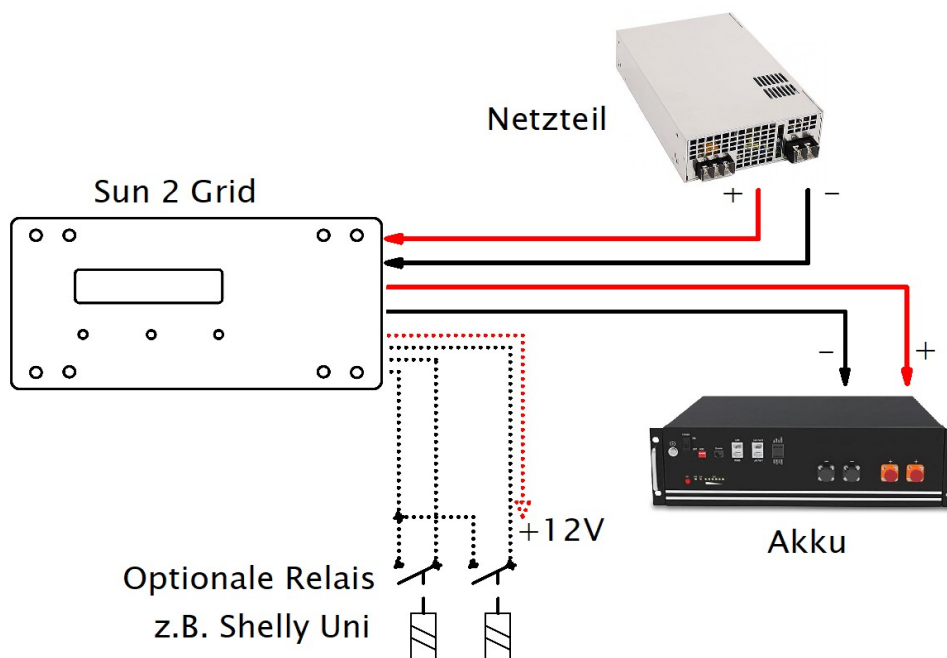 Netzteil
Sun 2 Grid
+ −
− +
+12V
Akku
Optionale Relais
z.B. Shelly Uni